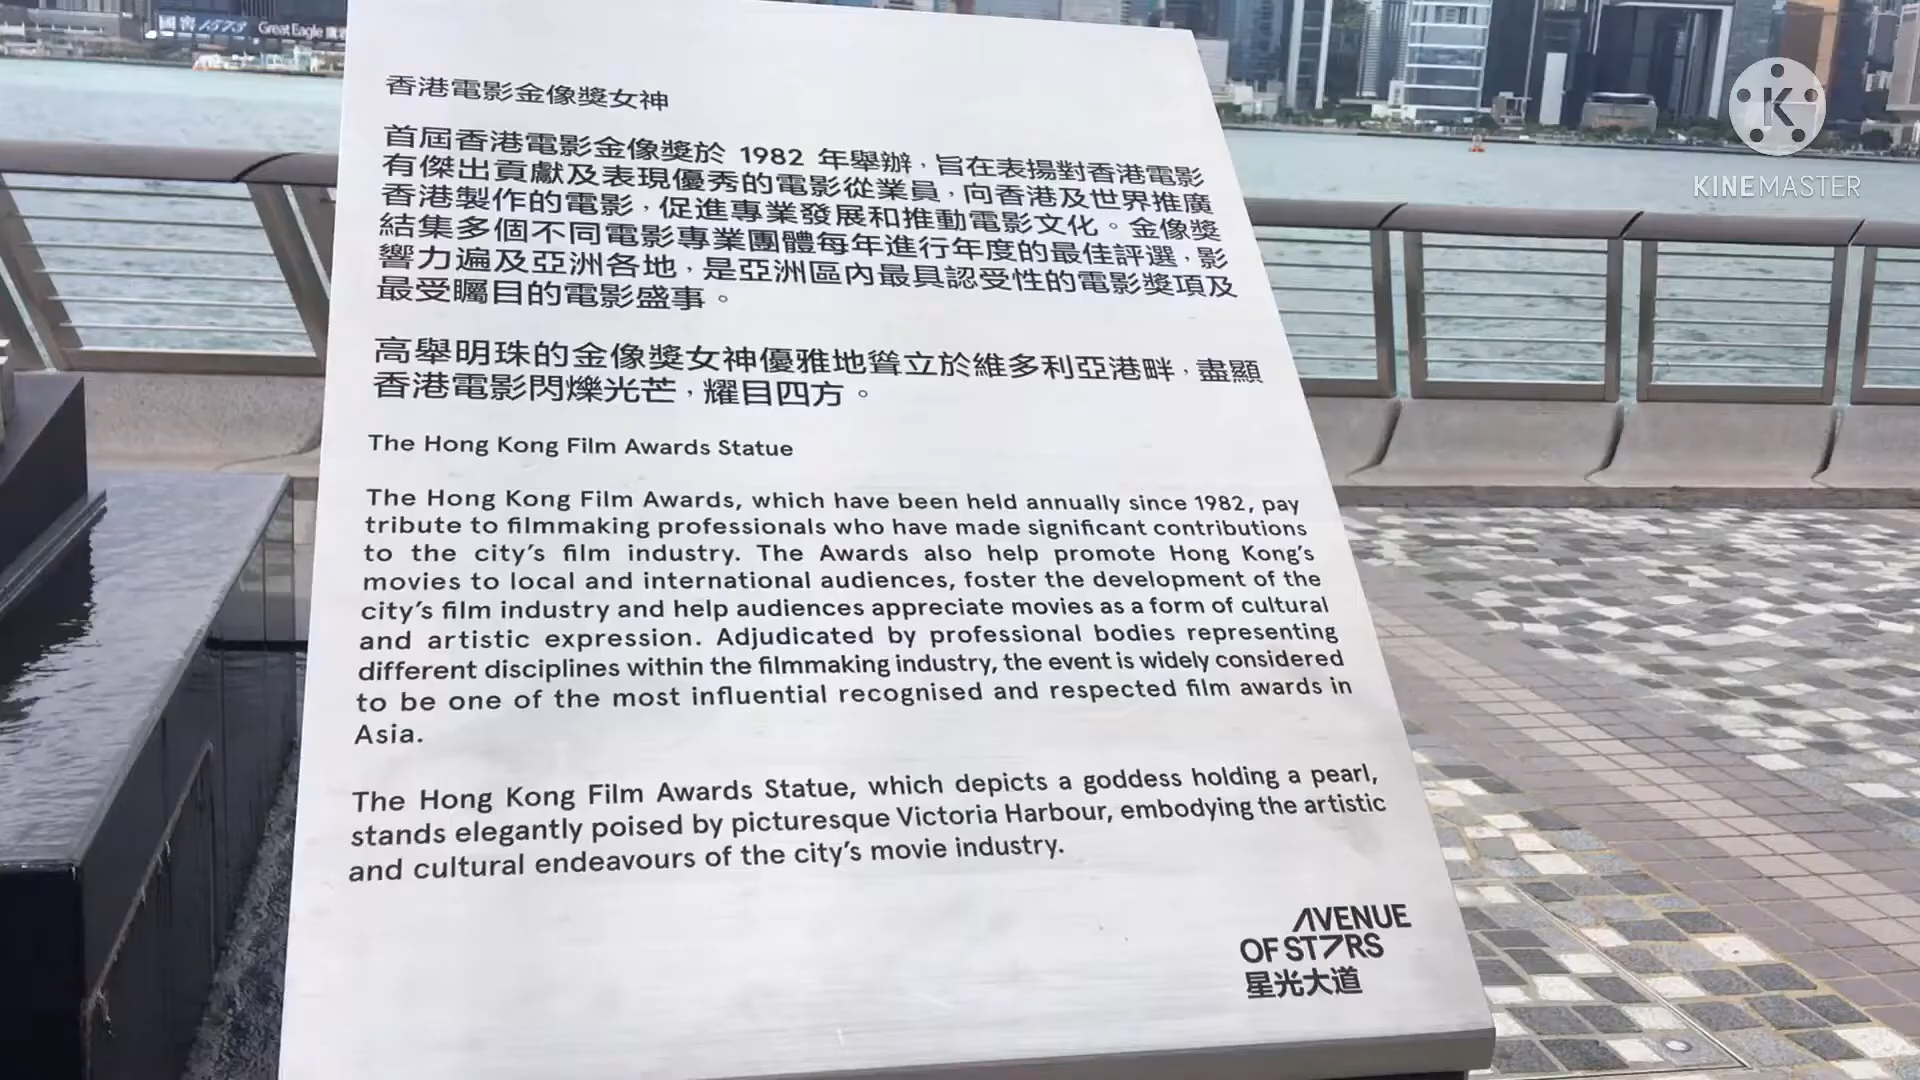 國窖 1573
Great Eagle
KINEMASTER
香港電影金像獎女神
首屆香港電影金像獎於 1982 年舉辦，旨在表揚對香港電影
有傑出貢獻及表現優秀的電影從業員，向香港及世界推廣
香港製作的電影，促進專業發展和推動電影文化。金像獎
結集多個不同電影專業團體每年進行年度的最佳評選，影
響力遍及亞洲各地，是亞洲區內最具認受性的電影獎項及
最受矚目的電影盛事。
高舉明珠的金像獎女神優雅地聳立於維多利亞港畔，盡顯
香港電影閃爍光芒，耀目四方。
The Hong Kong Film Awards Statue
The Hong Kong Film Awards, which have been held annually since 1982, pay
tribute to filmmaking professionals who have made significant contributions
to the city's film industry. The Awards also help promote Hong Kong's
movies to local and international audiences, foster the development of the
city's film industry and help audiences appreciate movies as a form of cultural
and artistic expression. Adjudicated by professional bodies representing
different disciplines within the filmmaking industry, the event is widely considered
to be one of the most influential recognised and respected film awards in
Asia.
The Hong Kong Film Awards Statue, which depicts a goddess holding a pearl,
stands elegantly poised by picturesque Victoria Harbour, embodying the artistic
and cultural endeavours of the city's movie industry.
AVENUE
OF STARS
星光大道